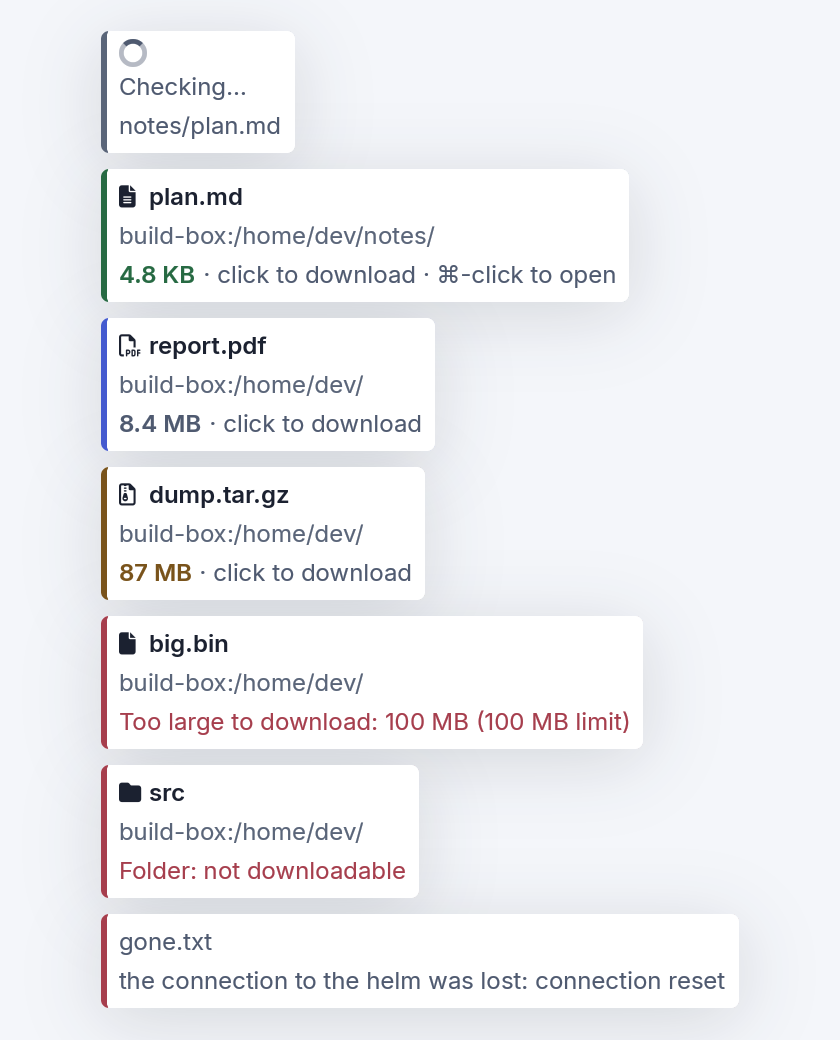 Checking…
notes/plan.md
plan.md
build-box:/home/dev/notes/
4.8 KB · click to download · ⌘-click to open
report.pdf
build-box:/home/dev/
8.4 MB · click to download
dump.tar.gz
build-box:/home/dev/
87 MB · click to download
big.bin
build-box:/home/dev/
Too large to download: 100 MB (100 MB limit)
src
build-box:/home/dev/
Folder: not downloadable
gone.txt
the connection to the helm was lost: connection reset